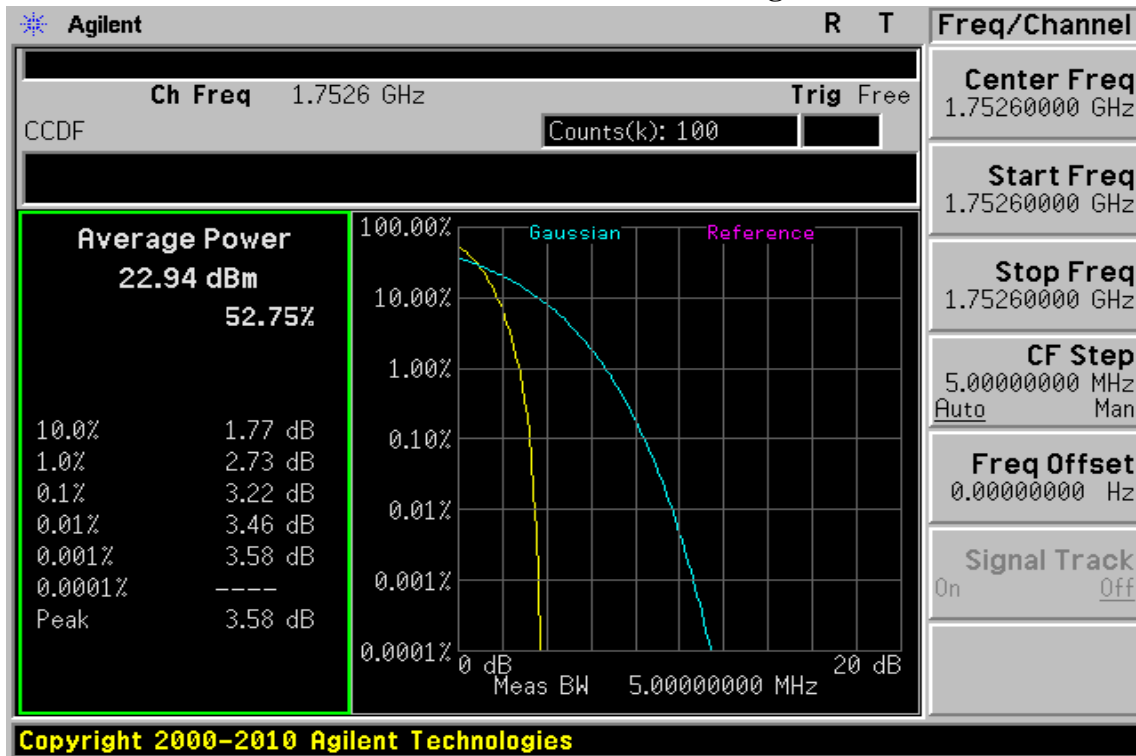 Agilent R T
Freq/Channel
Ch Freq 1.7526 GHz Trig Free
CCDF Counts(k): 100
Average Power
22.94 dBm
52.75%
10.0% 1.77 dB
1.0% 2.73 dB
0.1% 3.22 dB
0.01% 3.46 dB
0.001% 3.58 dB
0.0001% ----
Peak 3.58 dB
Gaussian Reference
100.00%
10.00%
1.00%
0.10%
0.01%
0.001%
0.0001%
0 dB 20 dB
Meas BW 5.00000000 MHz
Center Freq
1.75260000 GHz
Start Freq
1.75260000 GHz
Stop Freq
1.75260000 GHz
CF Step
5.00000000 MHz
Auto Man
Freq Offset
0.00000000 Hz
Signal Track
On Off
Copyright 2000-2010 Agilent Technologies